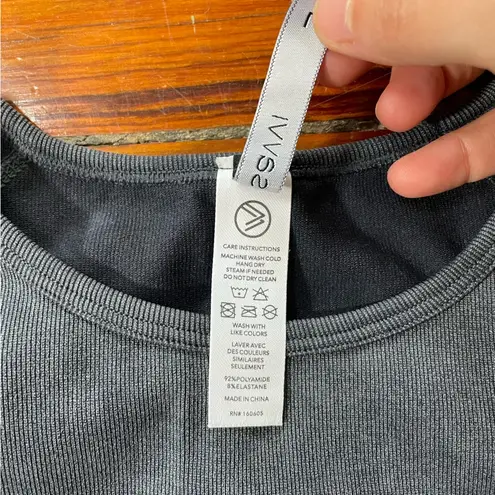 IVVS2
CARE INSTRUCTIONS
MACHINE WASH COLD
HANG DRY
STEAM IF NEEDED
DO NOT DRY CLEAN
WASH WITH
LIKE COLORS
LAVER AVEC
DES COULEURS
SIMILAIRES
SEULEMENT
92%POLYAMIDE
8%ELASTANE
MADE IN CHINA
RN# 160605